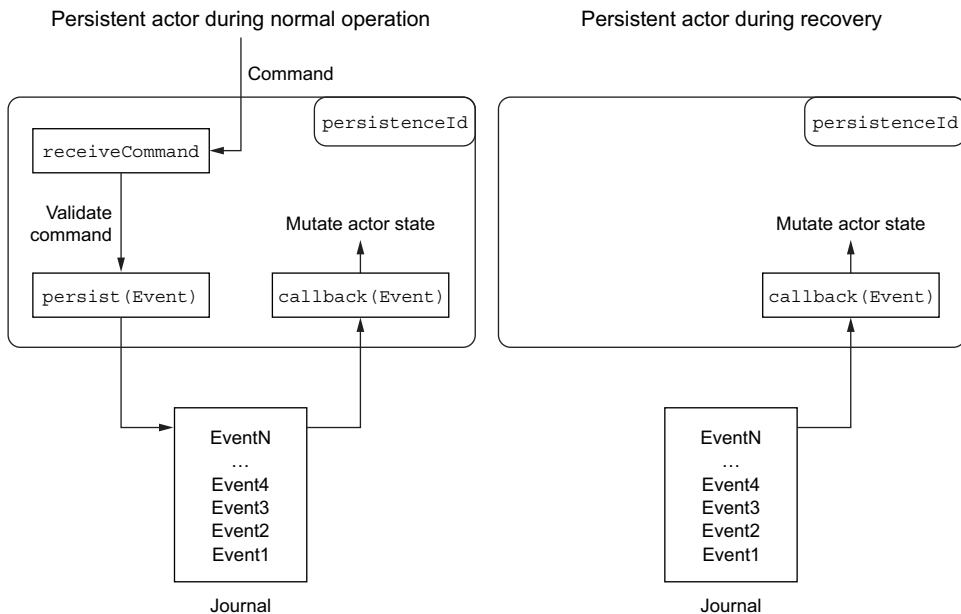 Persistent actor during normal operation
Command
persistenceId
receiveCommand
Validate
command
Mutate actor state
persist(Event)
callback(Event)
EventN
…
Event4
Event3
Event2
Event1
Journal
Persistent actor during recovery
persistenceId
Mutate actor state
callback(Event)
EventN
…
Event4
Event3
Event2
Event1
Journal